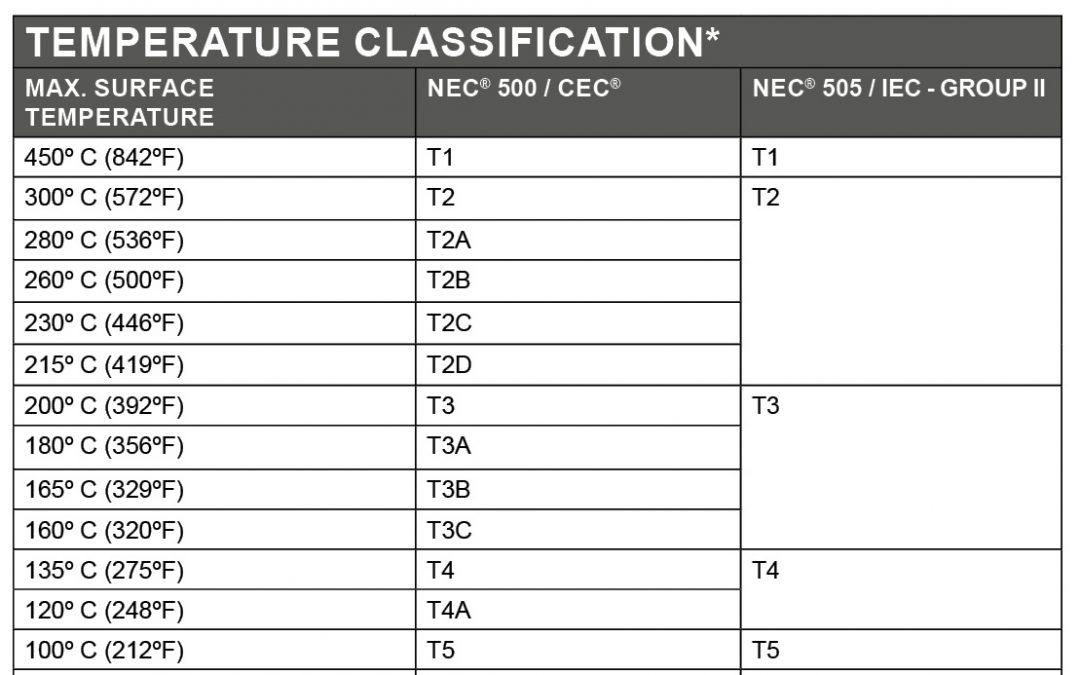 TEMPERATURE CLASSIFICATION*
MAX. SURFACE TEMPERATURE NEC® 500 / CEC® NEC® 505 / IEC - GROUP II
450º C (842ºF) T1 T1
300º C (572ºF) T2 T2
280º C (536ºF) T2A
260º C (500ºF) T2B
230º C (446ºF) T2C
215º C (419ºF) T2D
200º C (392ºF) T3 T3
180º C (356ºF) T3A
165º C (329ºF) T3B
160º C (320ºF) T3C
135º C (275ºF) T4 T4
120º C (248ºF) T4A
100º C (212ºF) T5 T5